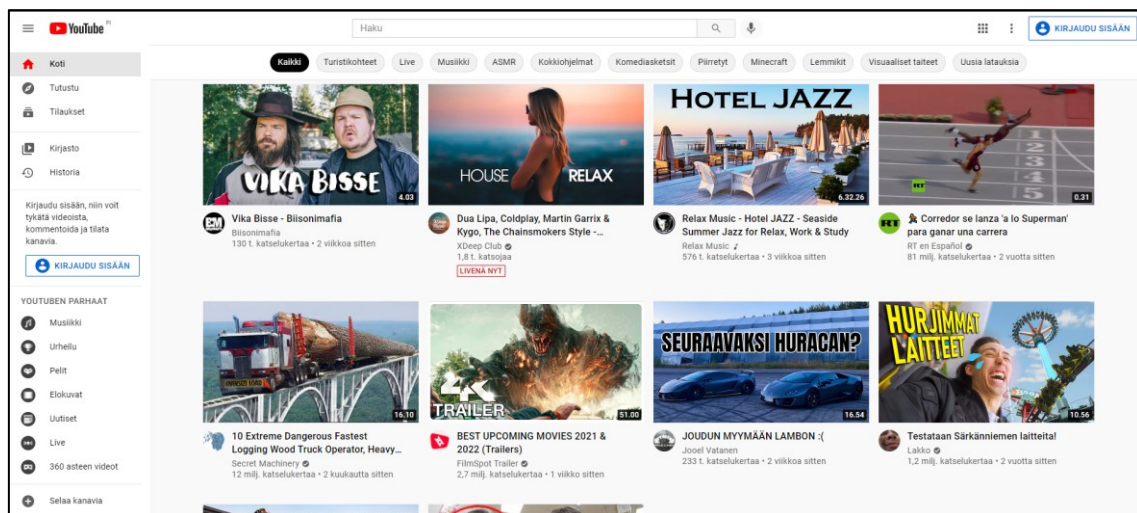 YouTube FI
Haku
KIRJAUDU SISÄÄN
Koti
Tutustu
Tilaukset
Kirjasto
Historia
Kirjaudu sisään, niin voit
tykätä videoista,
kommentoida ja tilata
kanavia.
KIRJAUDU SISÄÄN
YOUTUBEN PARHAAT
Musiikki
Urheilu
Pelit
Elokuvat
Uutiset
Live
360 asteen videot
Selaa kanavia
Kaikki Turistikohteet Live Musiikki ASMR Kokkiohjelmat Komediasketsit Piirretyt Minecraft Lemmikit Visuaaliset taiteet Uusia latauksia
VIKA BISSE
4.03
Vika Bisse - Biisonimafia
Biisonimafia
130 t. katselukertaa • 2 viikkoa sitten
HOUSE RELAX
Dua Lipa, Coldplay, Martin Garrix &
Kygo, The Chainsmokers Style -...
XDeep Club
1,8 t. katsojaa
LIVENÄ NYT
HOTEL JAZZ
6.32.26
Relax Music - Hotel JAZZ - Seaside
Summer Jazz for Relax, Work & Study
Relax Music
576 t. katselukertaa • 3 viikkoa sitten
1
2
3
4
5
RT
0.31
RT
Corredor se lanza 'a lo Superman'
para ganar una carrera
RT en Español
81 milj. katselukertaa • 2 vuotta sitten
OVERSIZE LOAD
16.10
10 Extreme Dangerous Fastest
Logging Wood Truck Operator, Heavy...
Secret Machinery
12 milj. katselukertaa • 2 kuukautta sitten
4K
TRAILER
51.00
BEST UPCOMING MOVIES 2021 &
2022 (Trailers)
FilmSpot Trailer
2,7 milj. katselukertaa • 1 viikko sitten
SEURAAVAKSI HURACAN?
16.54
JOUDUN MYYMÄÄN LAMBON :(
Jooel Vatanen
233 t. katselukertaa • 2 viikkoa sitten
HURJIMMAT
LAITTEET
10.56
Testataan Särkänniemen laitteita!
Lakko
1,2 milj. katselukertaa • 2 vuotta sitten